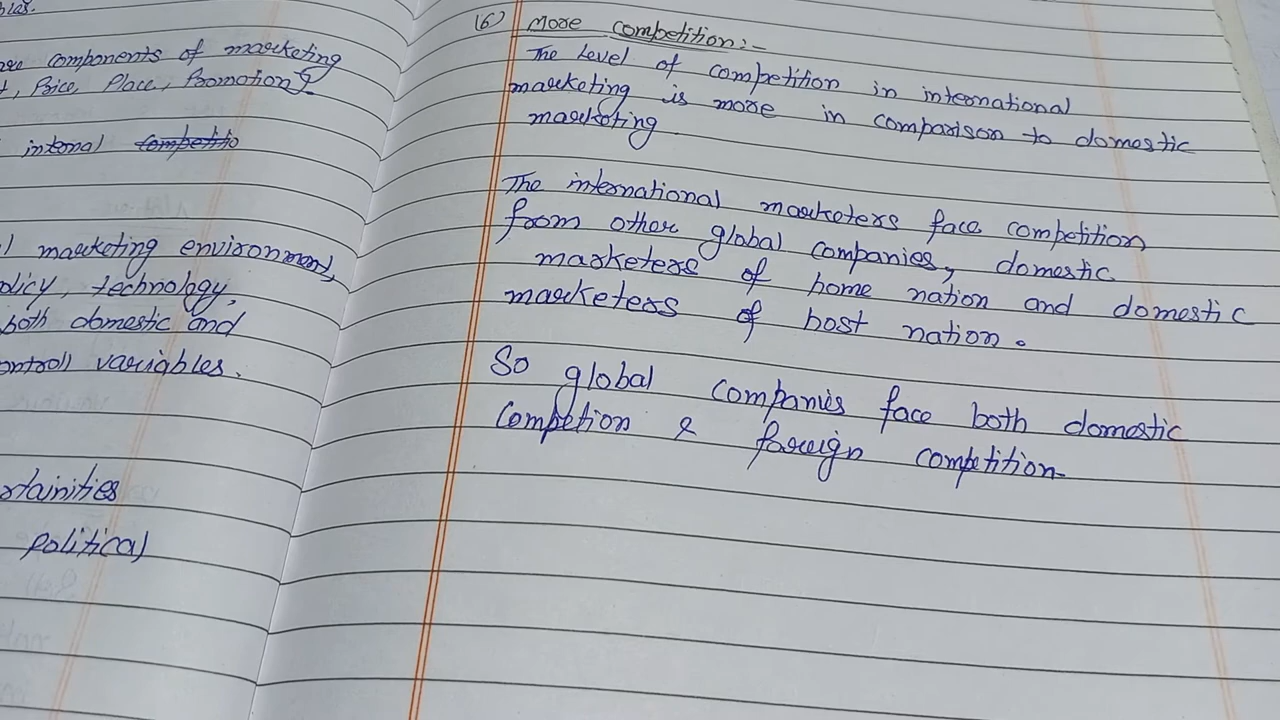 components of marketing
, Price, Place, Promotion
internal competitio
marketing environment,
technology,
both domestic and
variables.
political
(6) More competition:-
The Level of competition in international
marketing is more in comparison to domestic
marketing
The international marketers face competition
from other global companies, domestic
marketers of home nation and domestic
marketers of host nation.
So global companies face both domestic
competion & foreign competition